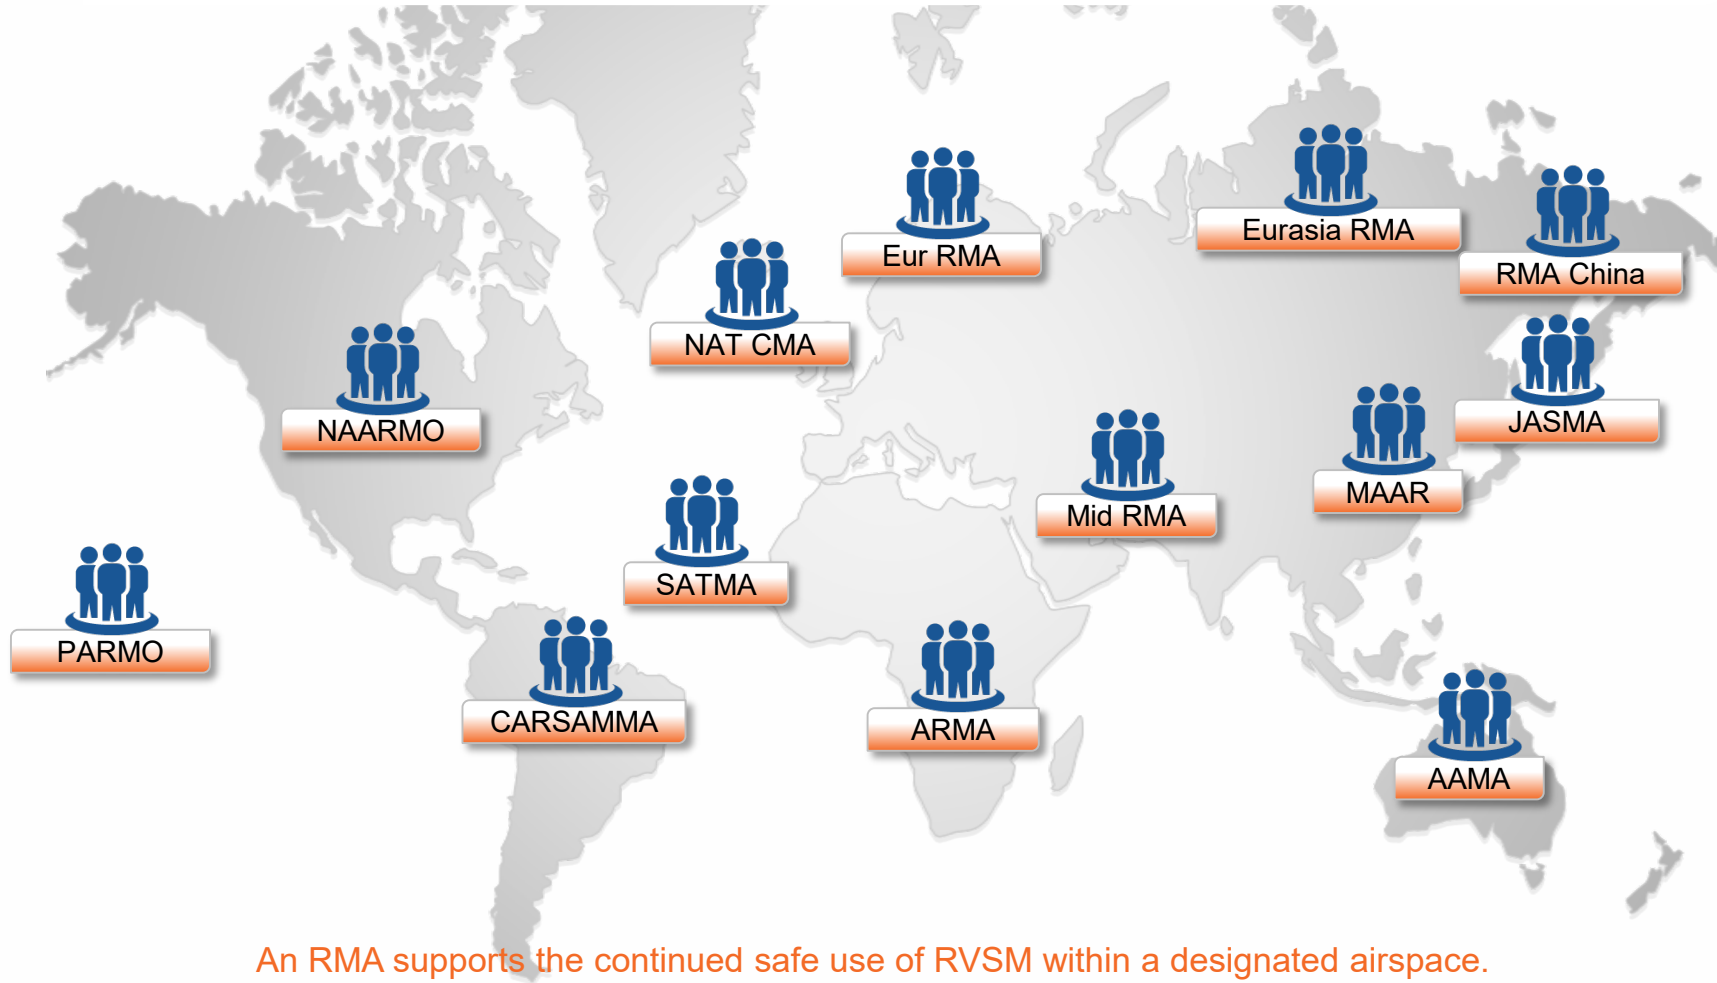 Eurasia RMA
Eur RMA
RMA China
NAT CMA
JASMA
NAARMO
MAAR
Mid RMA
SATMA
PARMO
CARSAMMA
ARMA
AAMA
An RMA supports the continued safe use of RVSM within a designated airspace.